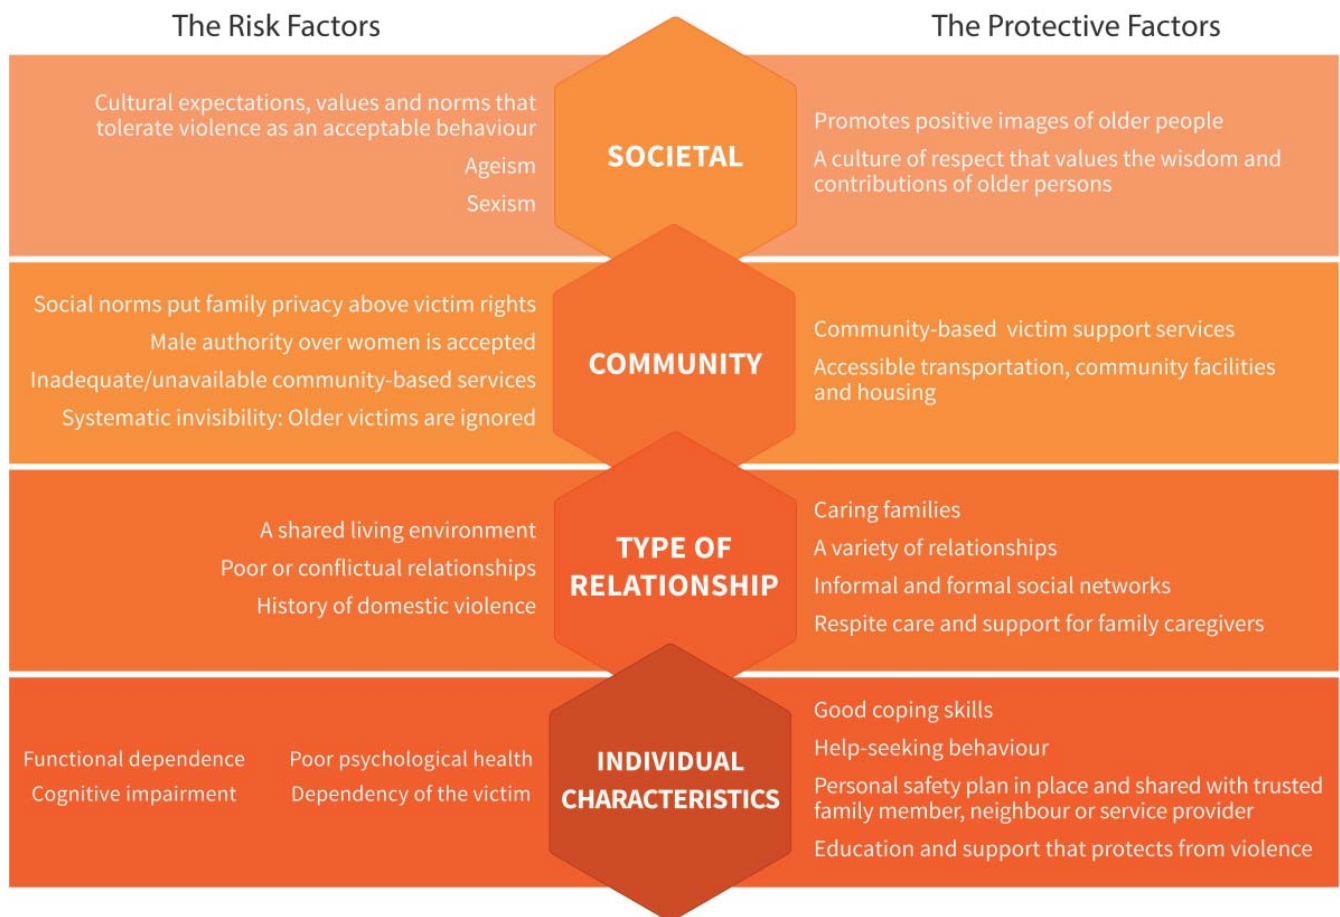 The Risk Factors
The Protective Factors
Cultural expectations, values and norms that
tolerate violence as an acceptable behaviour
Ageism
Sexism
SOCIETAL
Promotes positive images of older people
A culture of respect that values the wisdom and
contributions of older persons
Social norms put family privacy above victim rights
Male authority over women is accepted
Inadequate/unavailable community-based services
Systematic invisibility: Older victims are ignored
COMMUNITY
Community-based victim support services
Accessible transportation, community facilities
and housing
A shared living environment
Poor or conflictual relationships
History of domestic violence
TYPE OF
RELATIONSHIP
Caring families
A variety of relationships
Informal and formal social networks
Respite care and support for family caregivers
Functional dependence
Cognitive impairment
Poor psychological health
Dependency of the victim
INDIVIDUAL
CHARACTERISTICS
Good coping skills
Help-seeking behaviour
Personal safety plan in place and shared with trusted
family member, neighbour or service provider
Education and support that protects from violence